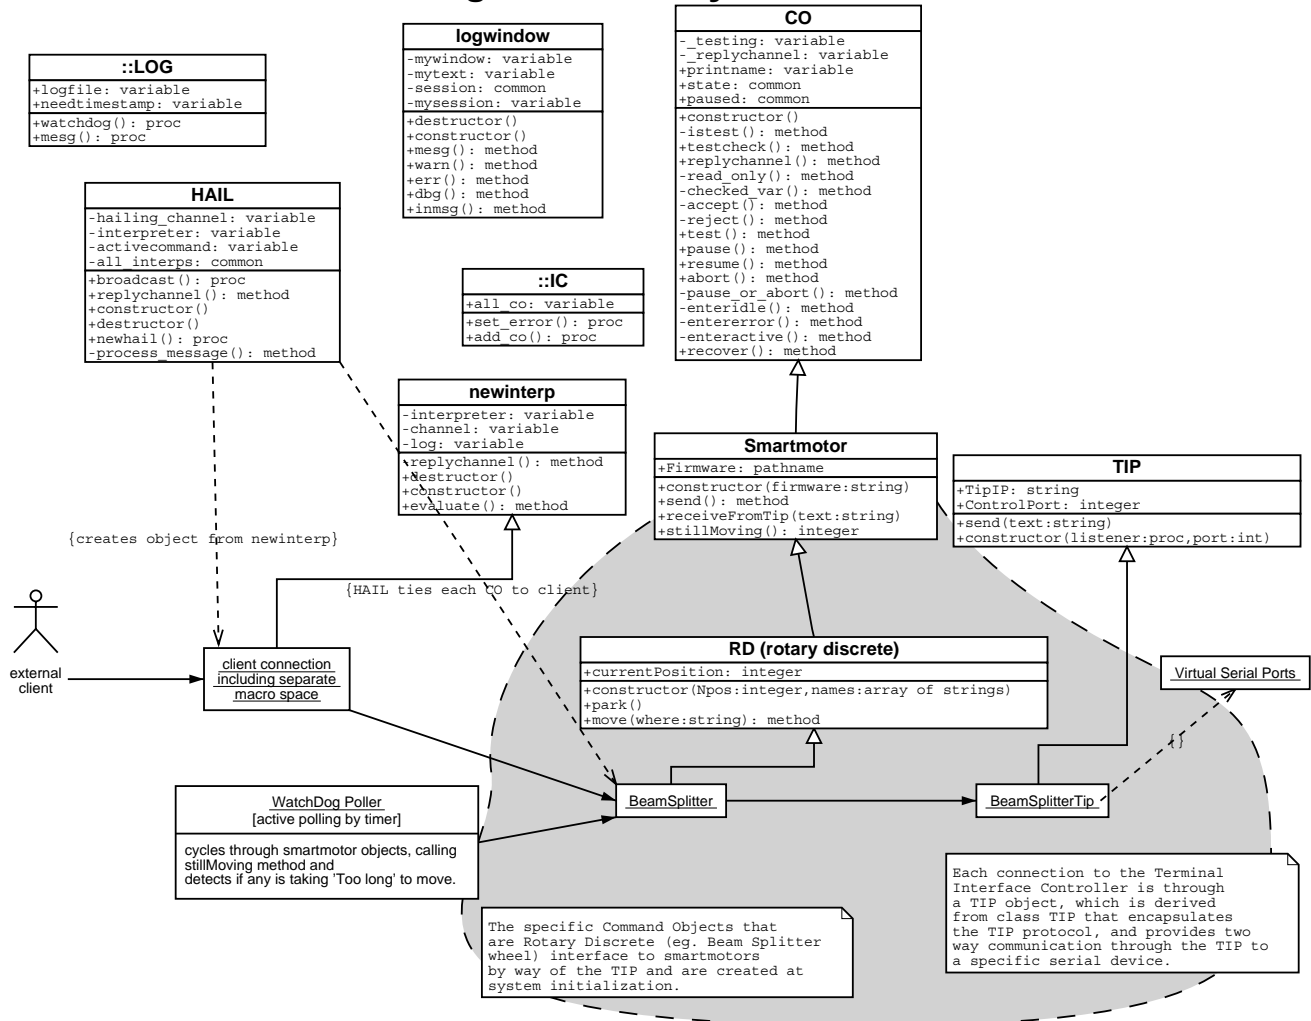 ::LOG
+logfile: variable
+needtimestamp: variable
+watchdog(): proc
+mesg(): proc
logwindow
-mywindow: variable
-mytext: variable
-session: common
-mysession: variable
+destructor()
+constructor()
+mesg(): method
+warn(): method
+err(): method
+dbg(): method
+inmsg(): method
CO
-_testing: variable
-_replychannel: variable
+printname: variable
+state: common
+paused: common
+constructor()
-istest(): method
+testcheck(): method
+replychannel(): method
-read_only(): method
-checked_var(): method
-accept(): method
-reject(): method
+test(): method
+pause(): method
+resume(): method
+abort(): method
-pause_or_abort(): method
-enteridle(): method
-entererror(): method
-enteractive(): method
+recover(): method
HAIL
-hailing_channel: variable
-interpreter: variable
-activecommand: variable
-all_interps: common
+broadcast(): proc
+replychannel(): method
+constructor()
+destructor()
+newhail(): proc
-process_message(): method
::IC
+all_co: variable
+set_error(): proc
+add_co(): proc
newinterp
-interpreter: variable
-channel: variable
-log: variable
-replychannel(): method
+destructor()
+constructor()
+evaluate(): method
Smartmotor
+Firmware: pathname
+constructor(firmware:string)
+send(): method
+receiveFromTip(text:string)
+stillMoving(): integer
TIP
+TipIP: string
+ControlPort: integer
+send(text:string)
+constructor(listener:proc,port:int)
{creates object from newinterp}
{HAIL ties each CO to client}
external
client
client connection
including separate
macro space
RD (rotary discrete)
+currentPosition: integer
+constructor(Npos:integer,names:array of strings)
+park()
+move(where:string): method
Virtual Serial Ports
{}
BeamSplitter
BeamSplitterTip
WatchDog Poller
[active polling by timer]
cycles through smartmotor objects, calling
stillMoving method and
detects if any is taking 'Too long' to move.
The specific Command Objects that
are Rotary Discrete (eg. Beam Splitter
wheel) interface to smartmotors
by way of the TIP and are created at
system initialization.
Each connection to the Terminal
Interface Controller is through
a TIP object, which is derived
from class TIP that encapsulates
the TIP protocol, and provides two
way communication through the TIP to
a specific serial device.